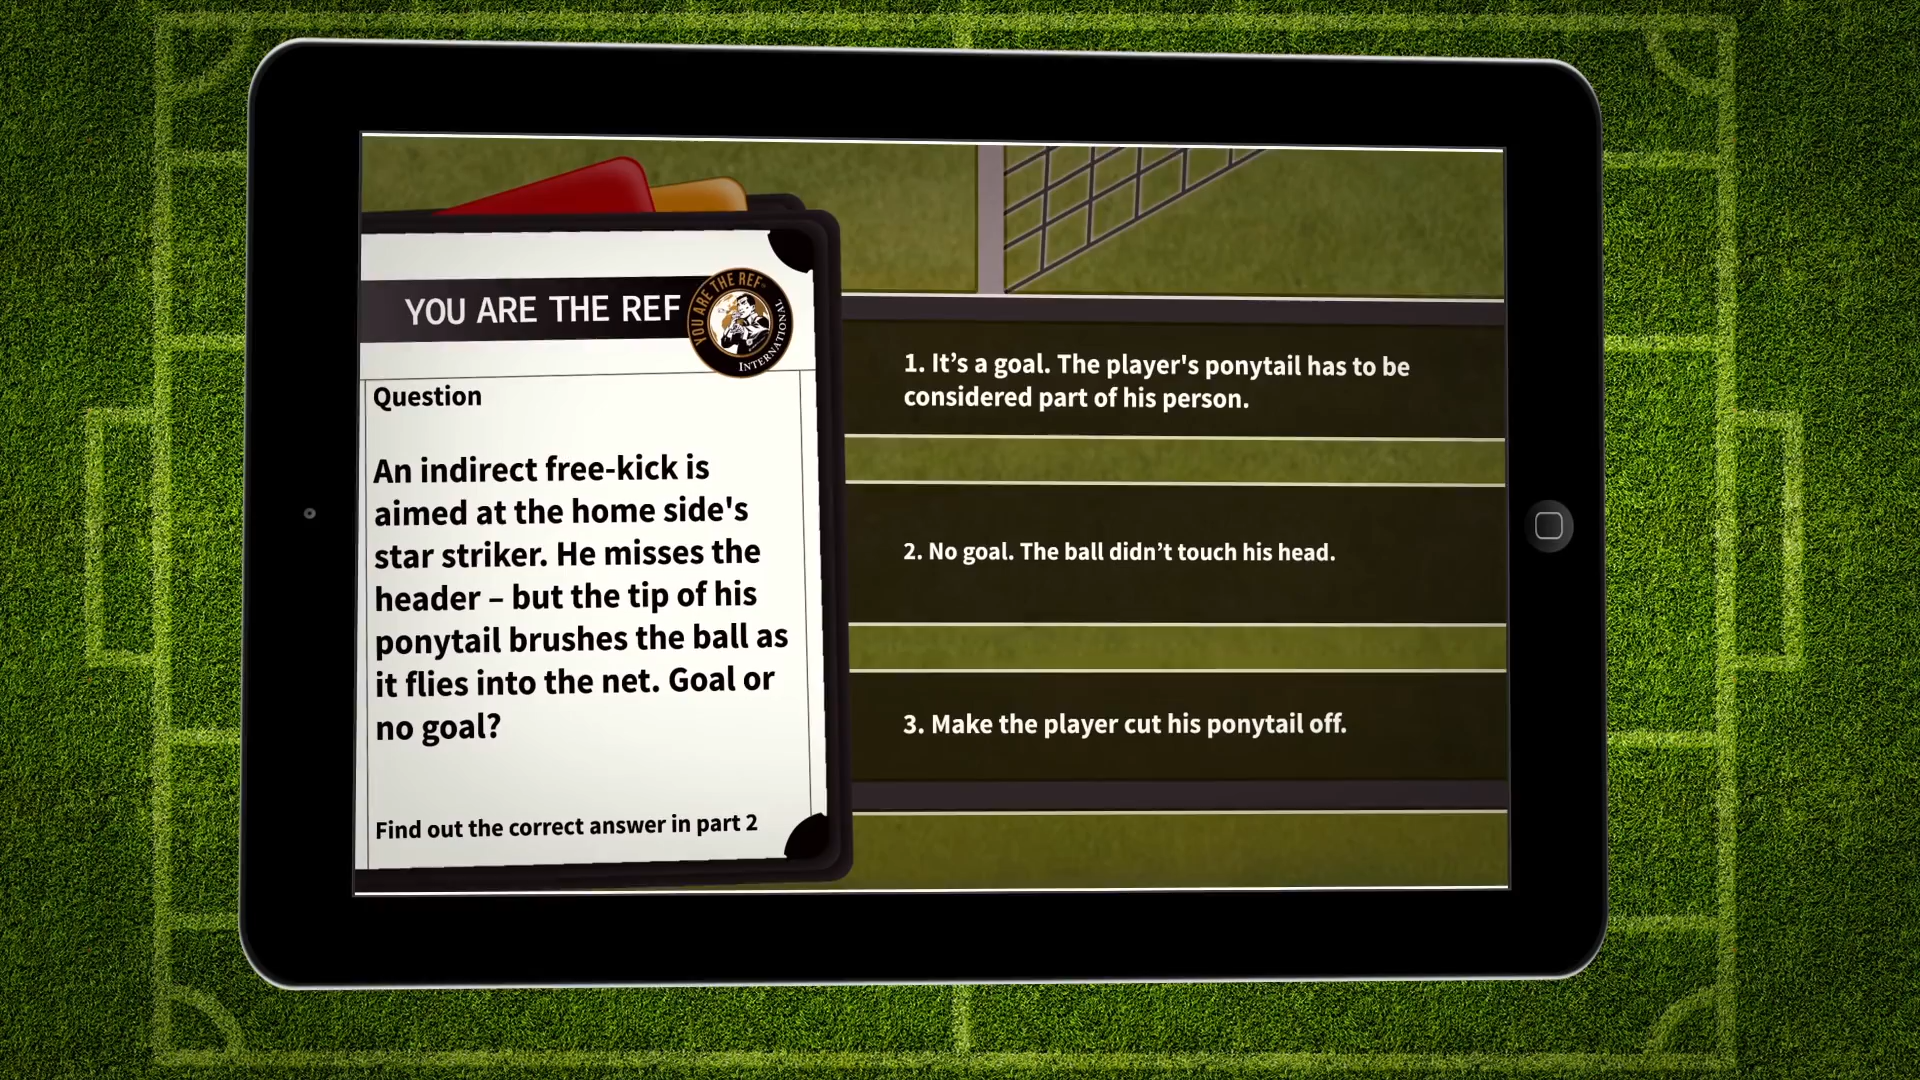 YOU ARE THE REF
YOU ARE THE REF
INTERNATIONAL
Question
An indirect free-kick is
aimed at the home side's
star striker. He misses the
header – but the tip of his
ponytail brushes the ball as
it flies into the net. Goal or
no goal?
Find out the correct answer in part 2
1. It’s a goal. The player's ponytail has to be
considered part of his person.
2. No goal. The ball didn’t touch his head.
3. Make the player cut his ponytail off.